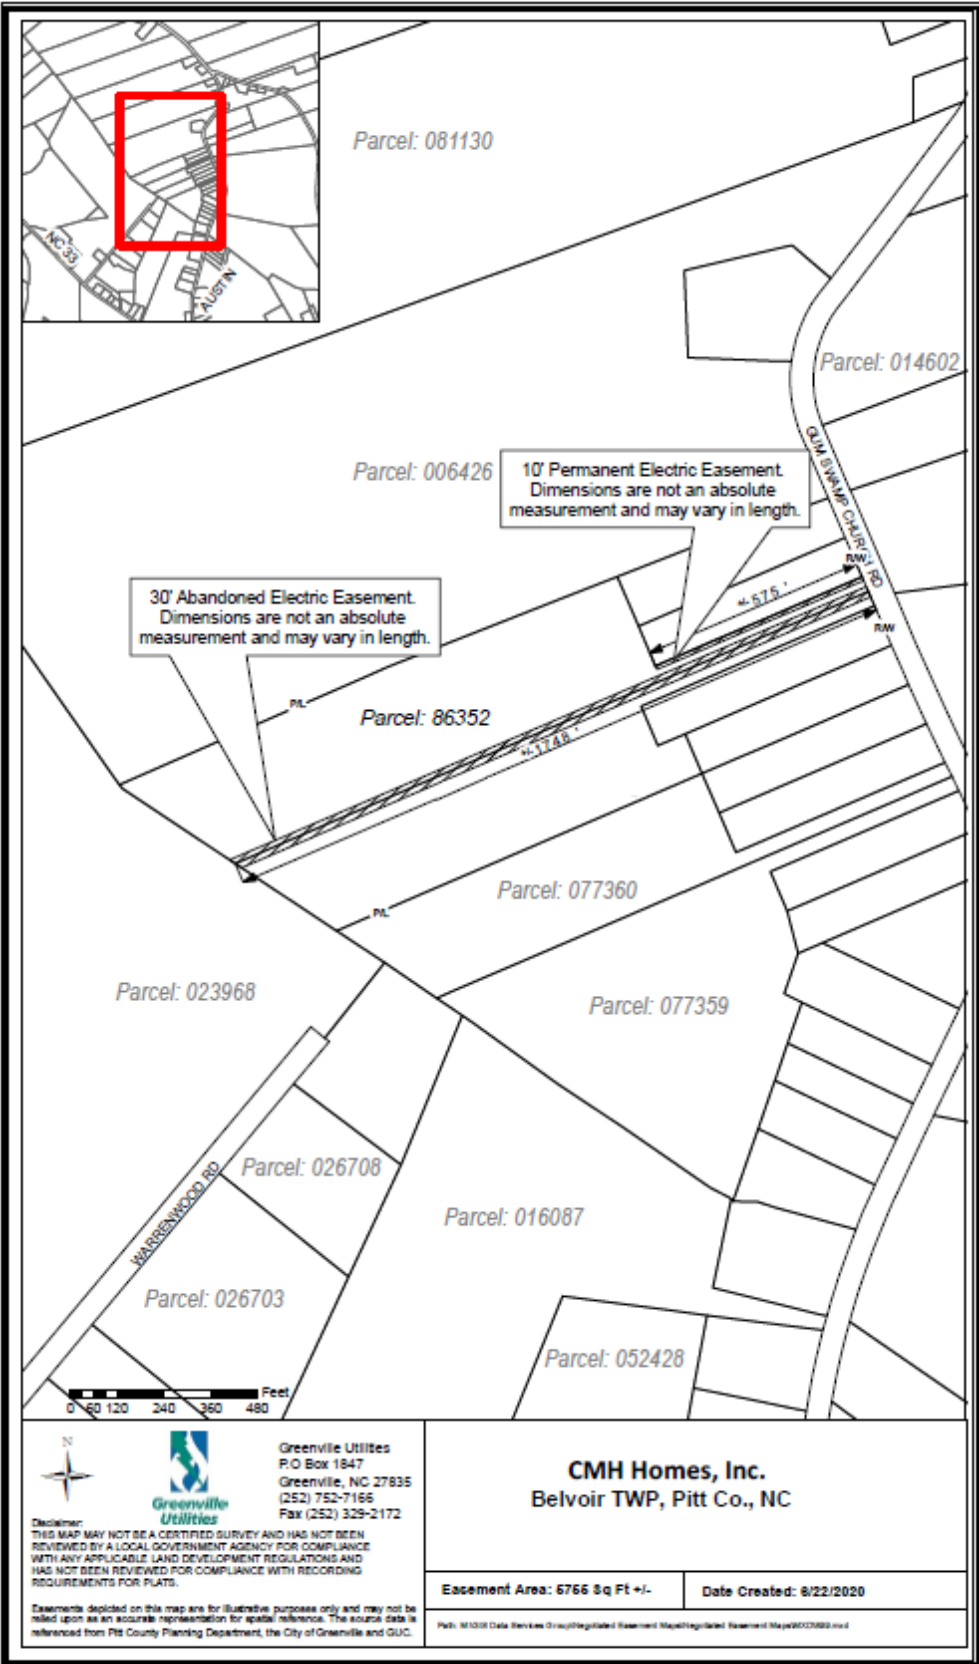 NC 33
AUSTIN
Parcel: 081130
Parcel: 014602
GUM SWAMP CHURCH RD
Parcel: 006426
10' Permanent Electric Easement.
Dimensions are not an absolute
measurement and may vary in length.
R/W
+/- 575 '
R/W
30' Abandoned Electric Easement.
Dimensions are not an absolute
measurement and may vary in length.
P/L
Parcel: 86352
+/- 1748 '
Parcel: 077360
P/L
Parcel: 023968
Parcel: 077359
Parcel: 026708
WARRENWOOD RD
Parcel: 016087
Parcel: 026703
Parcel: 052428
Feet
0 60 120 240 360 480
N
Greenville
Utilities
Greenville Utilities
P.O Box 1847
Greenville, NC 27835
(252) 752-7166
Fax (252) 329-2172
Disclaimer:
THIS MAP MAY NOT BE A CERTIFIED SURVEY AND HAS NOT BEEN
REVIEWED BY A LOCAL GOVERNMENT AGENCY FOR COMPLIANCE
WITH ANY APPLICABLE LAND DEVELOPMENT REGULATIONS AND
HAS NOT BEEN REVIEWED FOR COMPLIANCE WITH RECORDING
REQUIREMENTS FOR PLATS.
Easements depicted on this map are for illustrative purposes only and may not be
relied upon as an accurate representation for spatial reference. The source data is
referenced from Pitt County Planning Department, the City of Greenville and GUC.
CMH Homes, Inc.
Belvoir TWP, Pitt Co., NC
Easement Area: 5755 Sq Ft +/-
Date Created: 6/22/2020